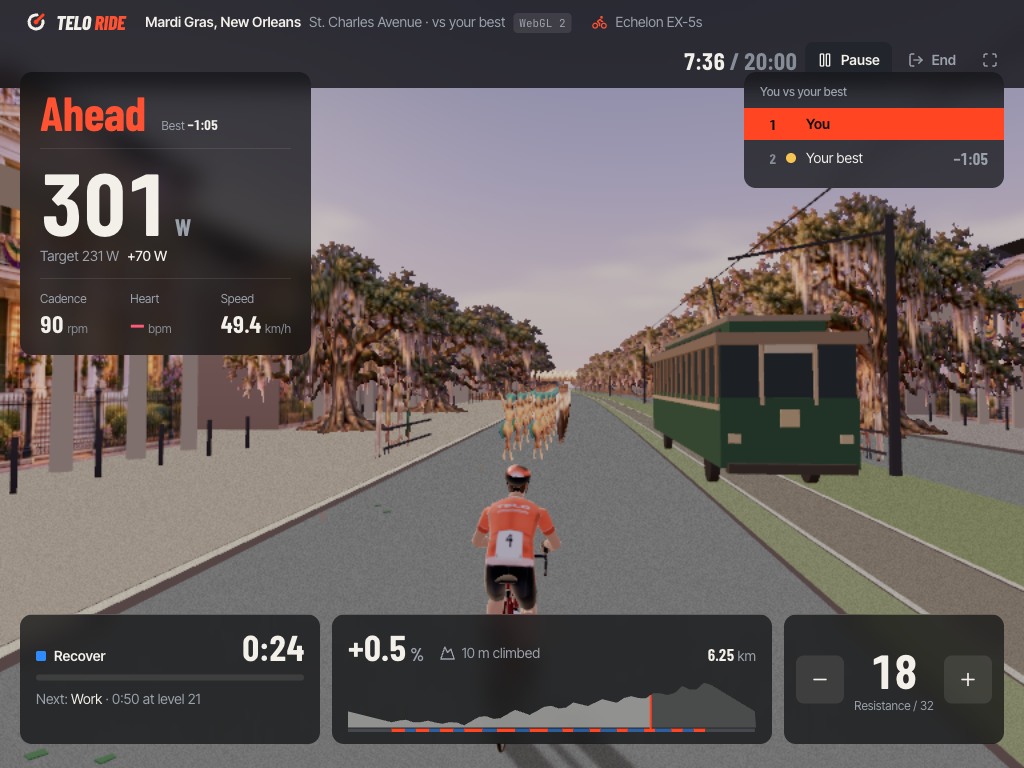 TELO RIDE Mardi Gras, New Orleans St. Charles Avenue · vs your best WebGL 2 Echelon EX-5s
7:36 / 20:00 Pause End
Ahead Best −1:05
301 W
Target 231 W +70 W
Cadence Heart Speed
90 rpm — bpm 49.4 km/h
You vs your best
1 You
2 Your best −1:05
TELO
4
Recover 0:24
Next: Work · 0:50 at level 21
+0.5 % 10 m climbed 6.25 km
− 18 +
Resistance / 32